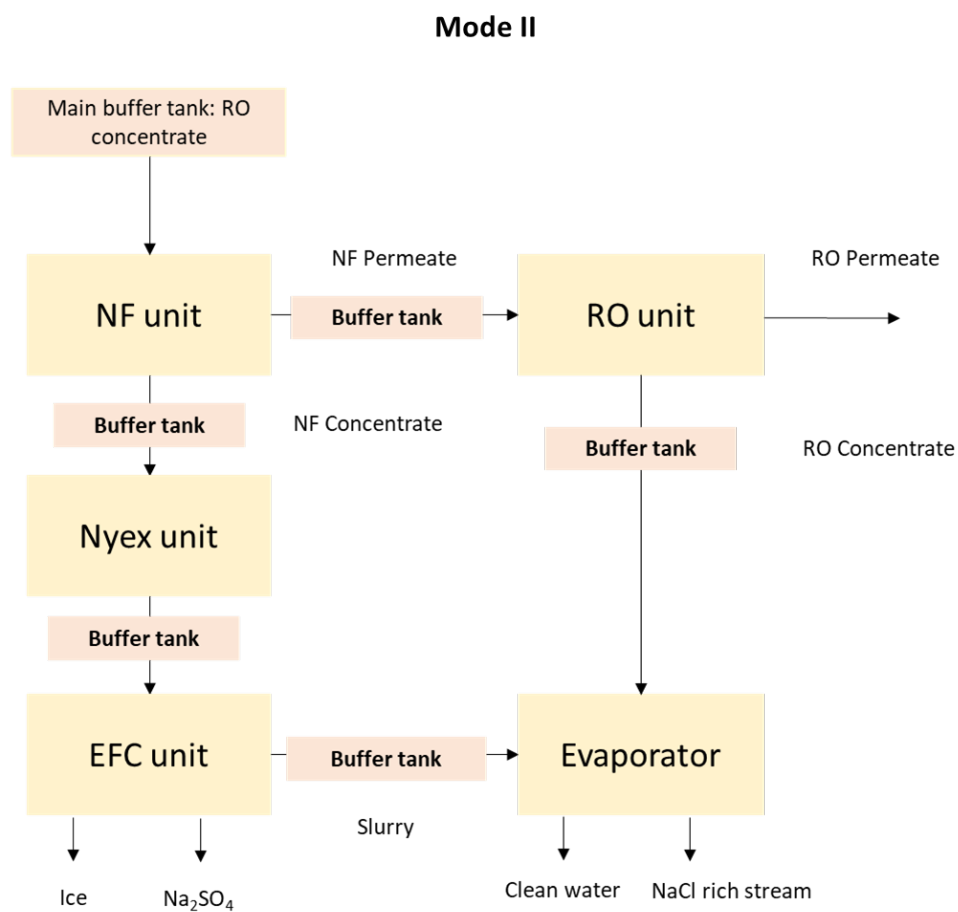 Mode II
Main buffer tank: RO
concentrate
NF Permeate
RO Permeate
NF unit
Buffer tank
RO unit
Buffer tank
NF Concentrate
Buffer tank
RO Concentrate
Nyex unit
Buffer tank
EFC unit
Buffer tank
Evaporator
Slurry
Ice
Na₂SO₄
Clean water
NaCl rich stream